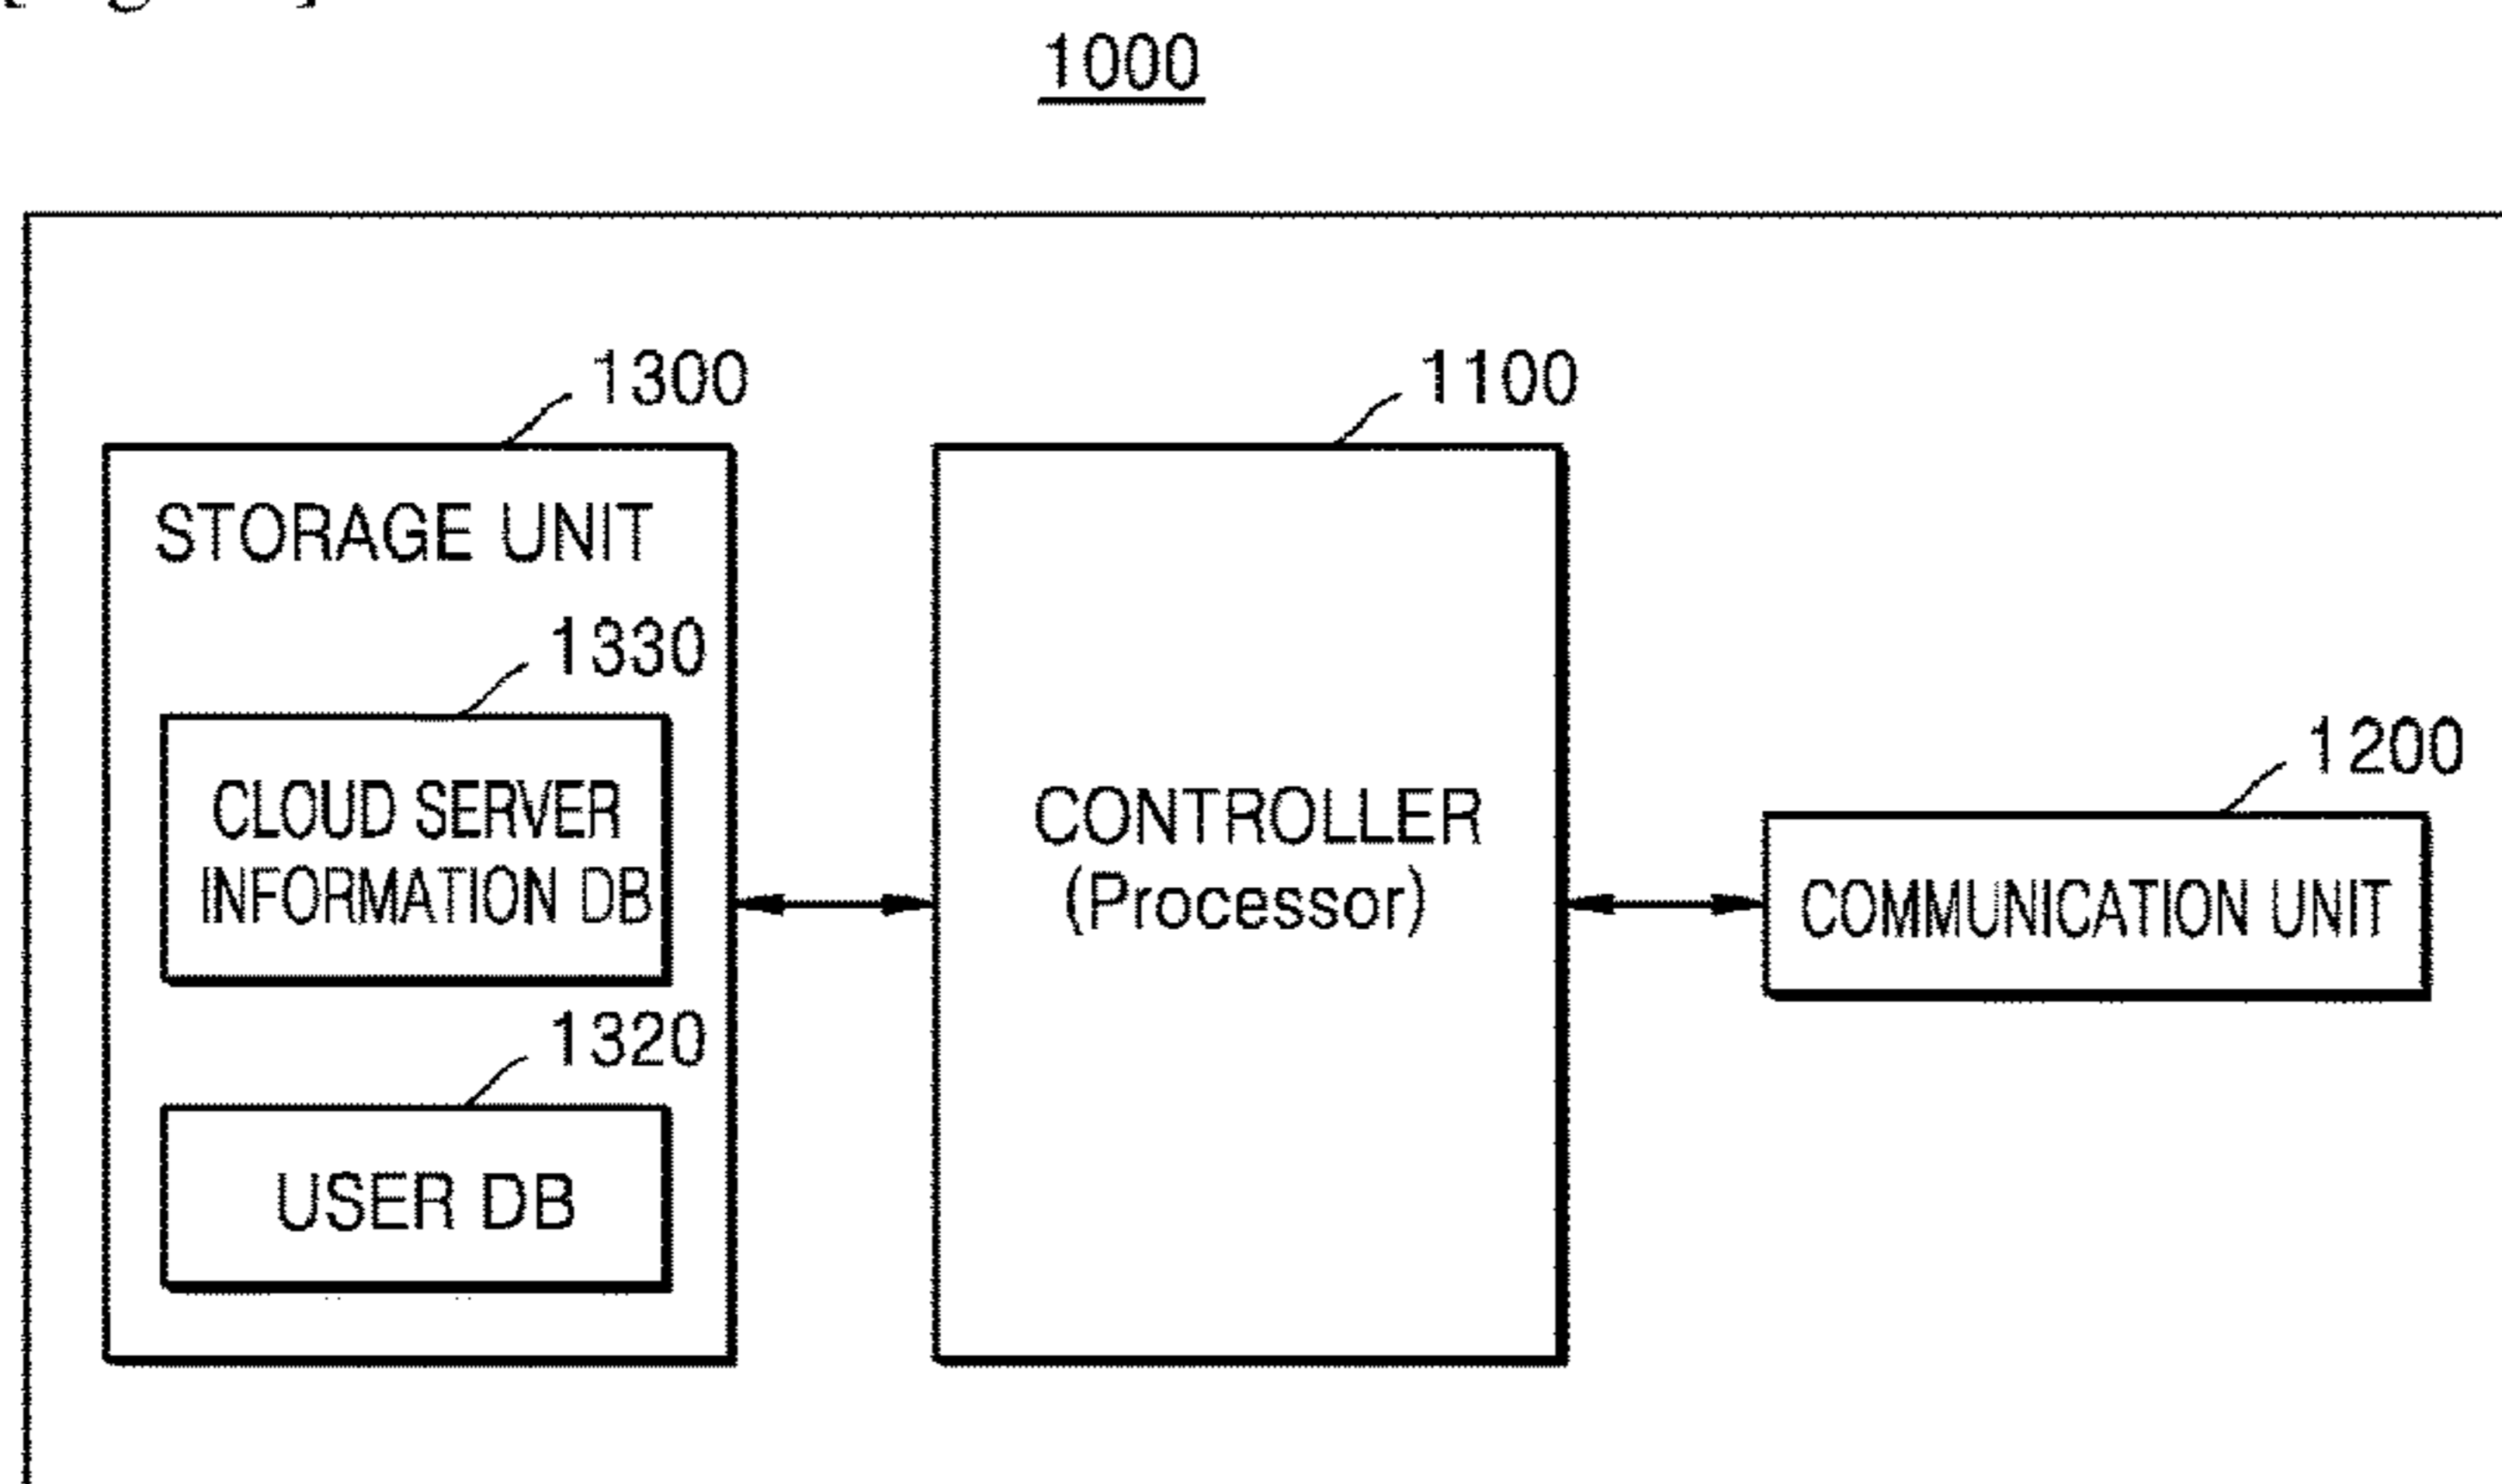 1000
1300
1100
STORAGE UNIT
1330
CLOUD SERVER
INFORMATION DB
1320
USER DB
CONTROLLER
(Processor)
1200
COMMUNICATION UNIT